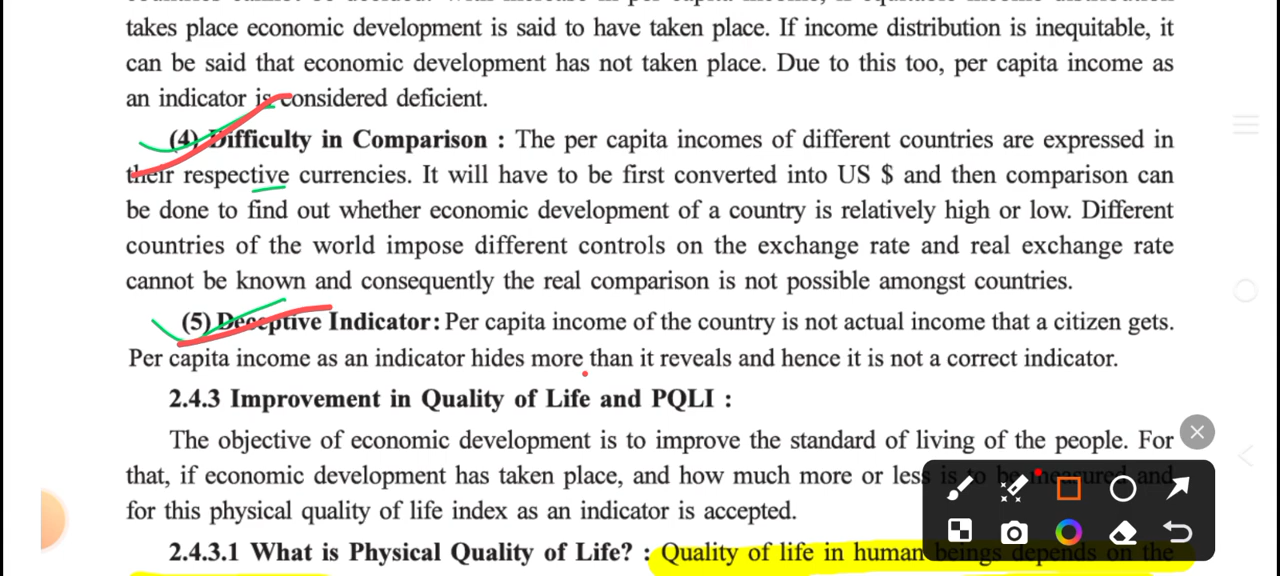 takes place economic development is said to have taken place. If income distribution is inequitable, it
can be said that economic development has not taken place. Due to this too, per capita income as
an indicator is considered deficient.
(4) Difficulty in Comparison : The per capita incomes of different countries are expressed in
their respective currencies. It will have to be first converted into US $ and then comparison can
be done to find out whether economic development of a country is relatively high or low. Different
countries of the world impose different controls on the exchange rate and real exchange rate
cannot be known and consequently the real comparison is not possible amongst countries.
(5) Deceptive Indicator: Per capita income of the country is not actual income that a citizen gets.
Per capita income as an indicator hides more than it reveals and hence it is not a correct indicator.
2.4.3 Improvement in Quality of Life and PQLI :
The objective of economic development is to improve the standard of living of the people. For
that, if economic development has taken place, and how much more or less is to be measured and
for this physical quality of life index as an indicator is accepted.
2.4.3.1 What is Physical Quality of Life? : Quality of life in human beings depends on the